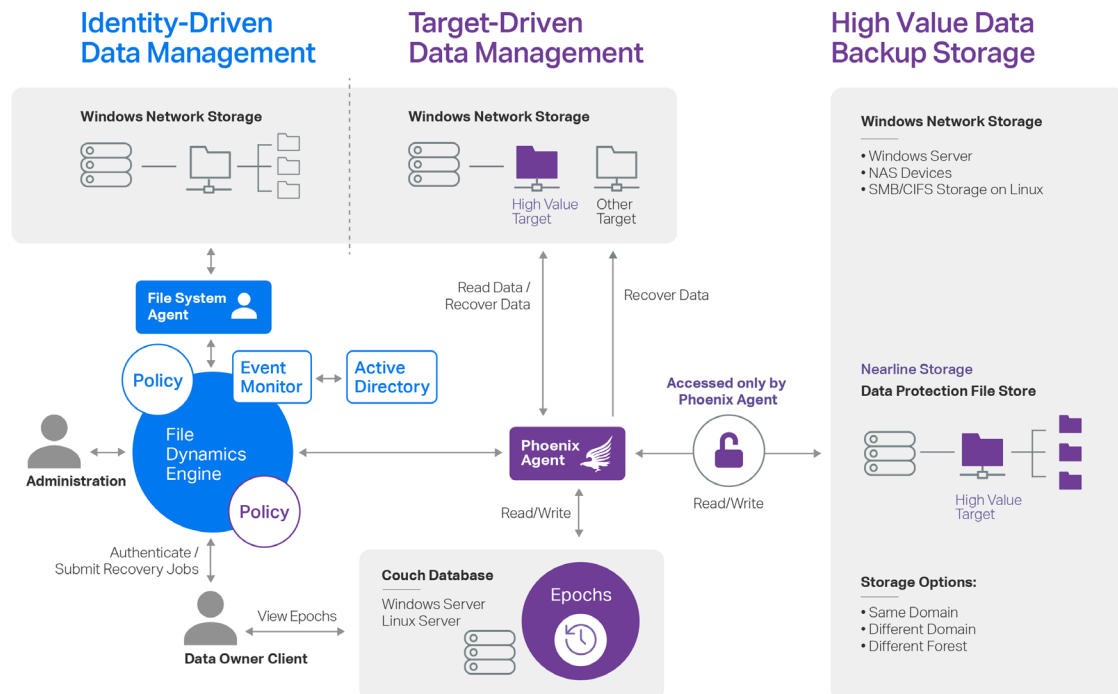 Identity-Driven
Data Management
Target-Driven
Data Management
High Value Data
Backup Storage
Windows Network Storage
Windows Network Storage
High Value
Target
Other
Target
Windows Network Storage
• Windows Server
• NAS Devices
• SMB/CIFS Storage on Linux
File System
Agent
Read Data /
Recover Data
Recover Data
Policy
Event
Monitor
Active
Directory
Accessed only by
Phoenix Agent
Nearline Storage
Data Protection File Store
File
Dynamics
Engine
Administration
Phoenix
Agent
Policy
Read/Write
Read/Write
High Value
Target
Authenticate /
Submit Recovery Jobs
Couch Database
Windows Server
Linux Server
Epochs
View Epochs
Data Owner Client
Storage Options:
• Same Domain
• Different Domain
• Different Forest